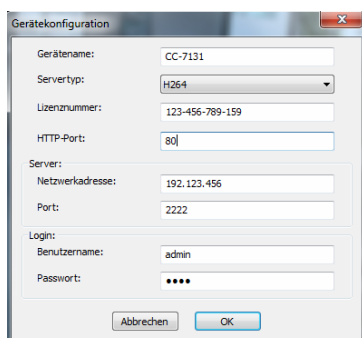 Gerätekonfiguration
Gerätename: CC-7131
Servertyp: H264
Lizenznummer: 123-456-789-159
HTTP-Port: 80
Server:
Netzwerkadresse: 192.123.456
Port: 2222
Login:
Benutzername: admin
Passwort: ●●●●
Abbrechen OK